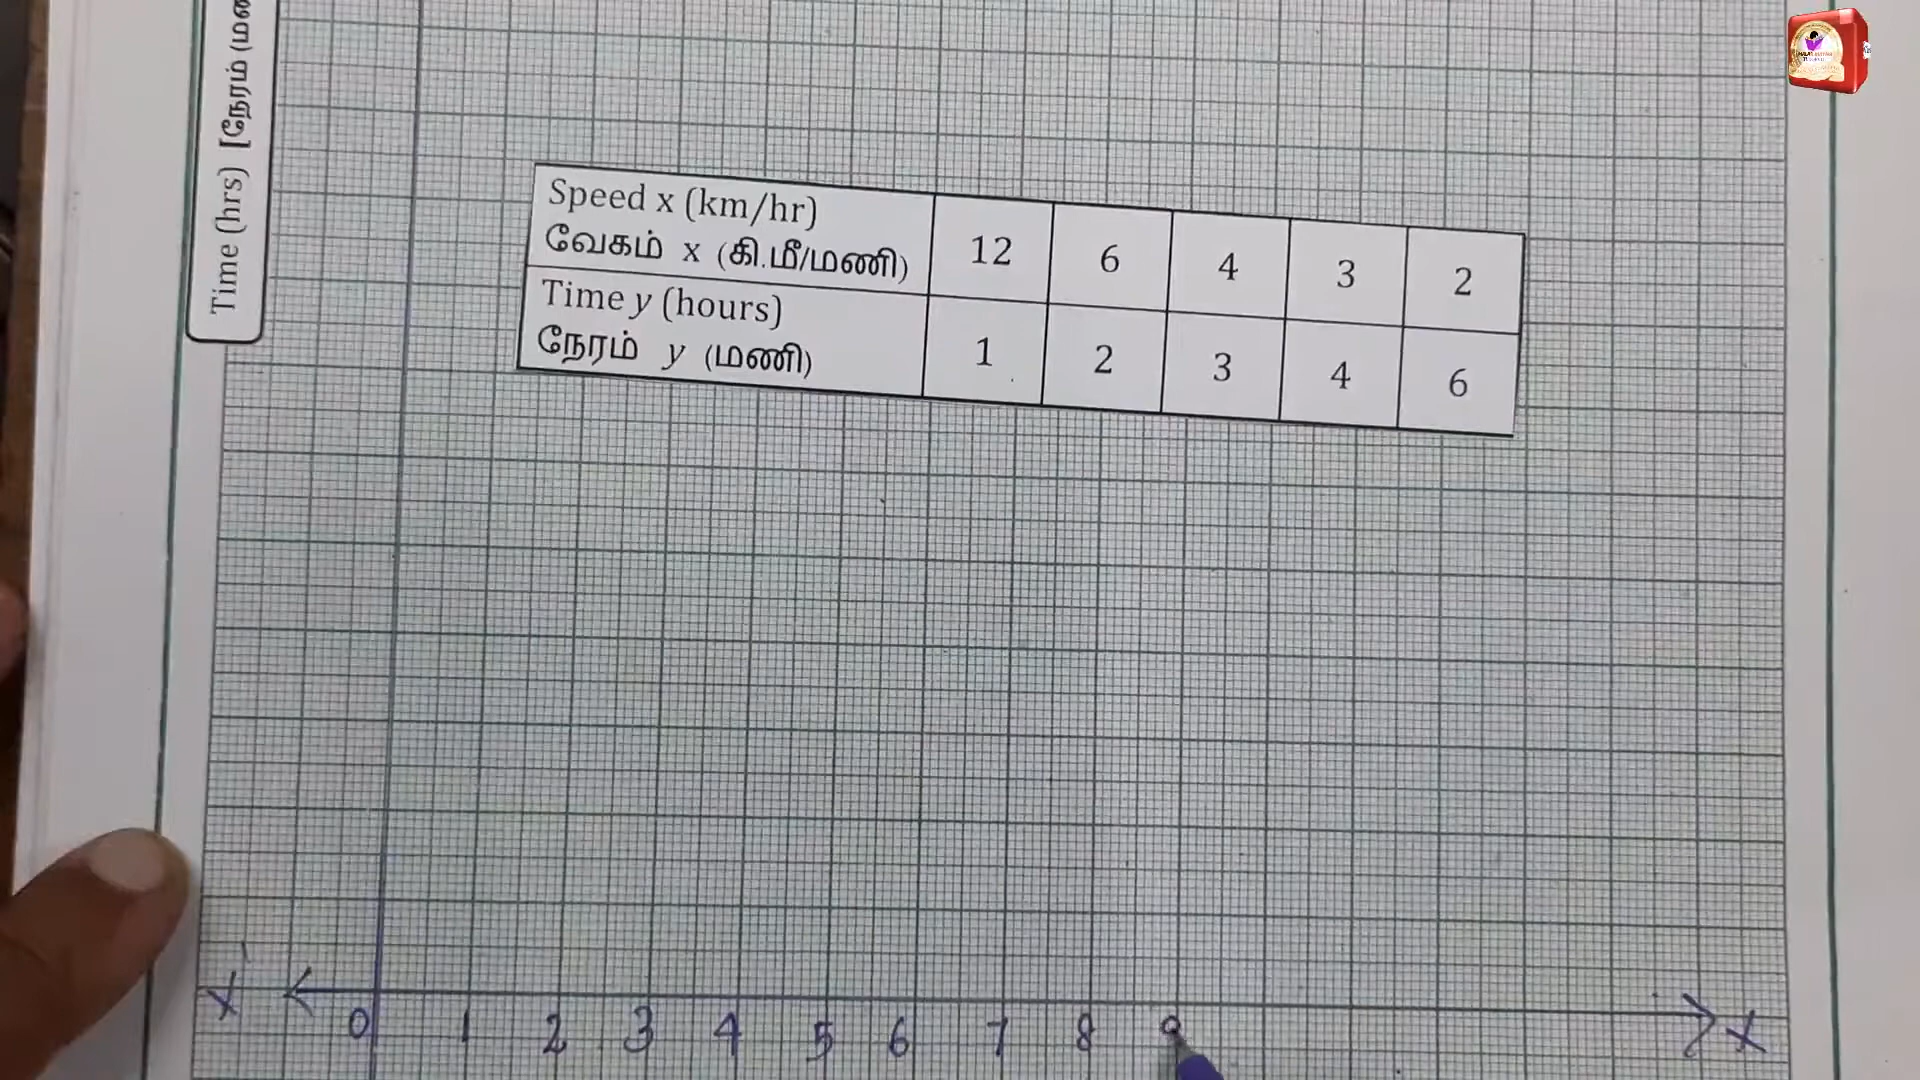 Time (hrs) [நேரம்
Speed x (km/hr) 12 6 4 3 2
வேகம் x (கி.மீ/மணி)
Time y (hours) 1 2 3 4 6
நேரம் y (மணி)
X' 0 1 2 3 4 5 6 7 8 9 X